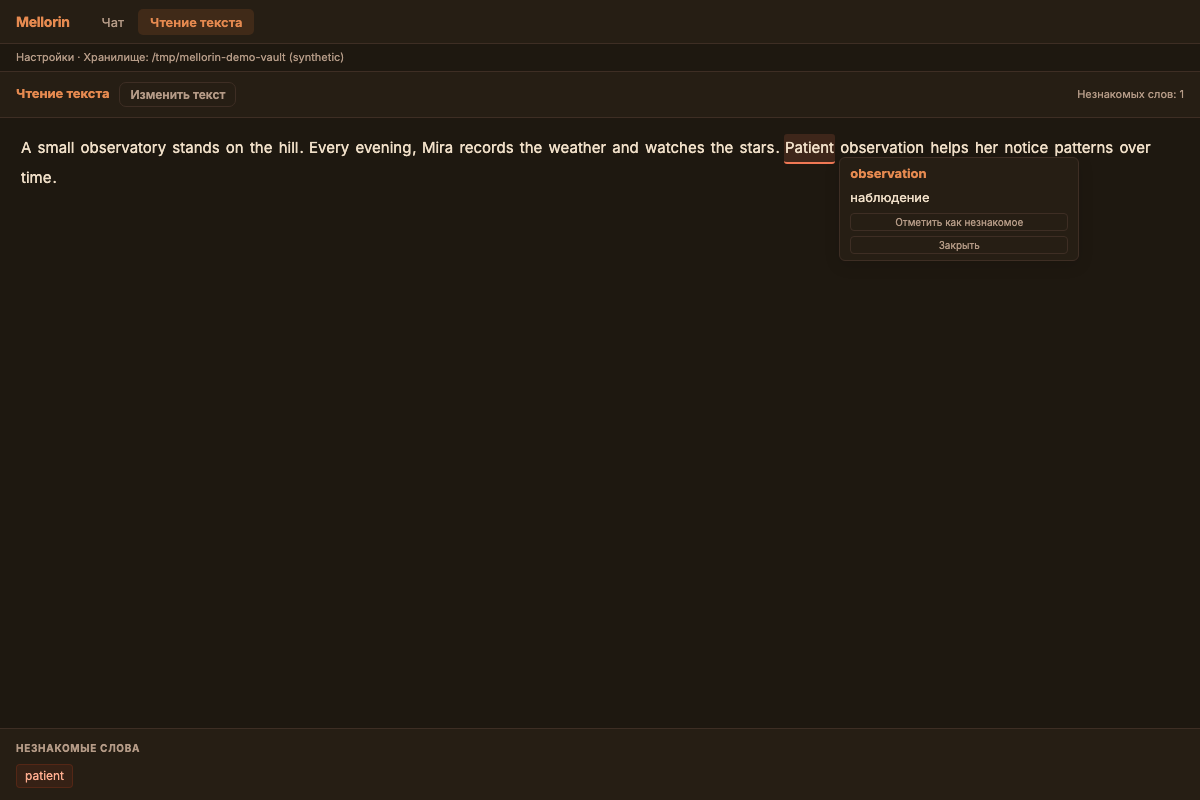 Mellorin
Чат
Чтение текста
Настройки · Хранилище: /tmp/mellorin-demo-vault (synthetic)
Чтение текста
Изменить текст
Незнакомых слов: 1
A small observatory stands on the hill. Every evening, Mira records the weather and watches the stars. Patient observation helps her notice patterns over
time.
observation
наблюдение
Отметить как незнакомое
Закрыть
НЕЗНАКОМЫЕ СЛОВА
patient